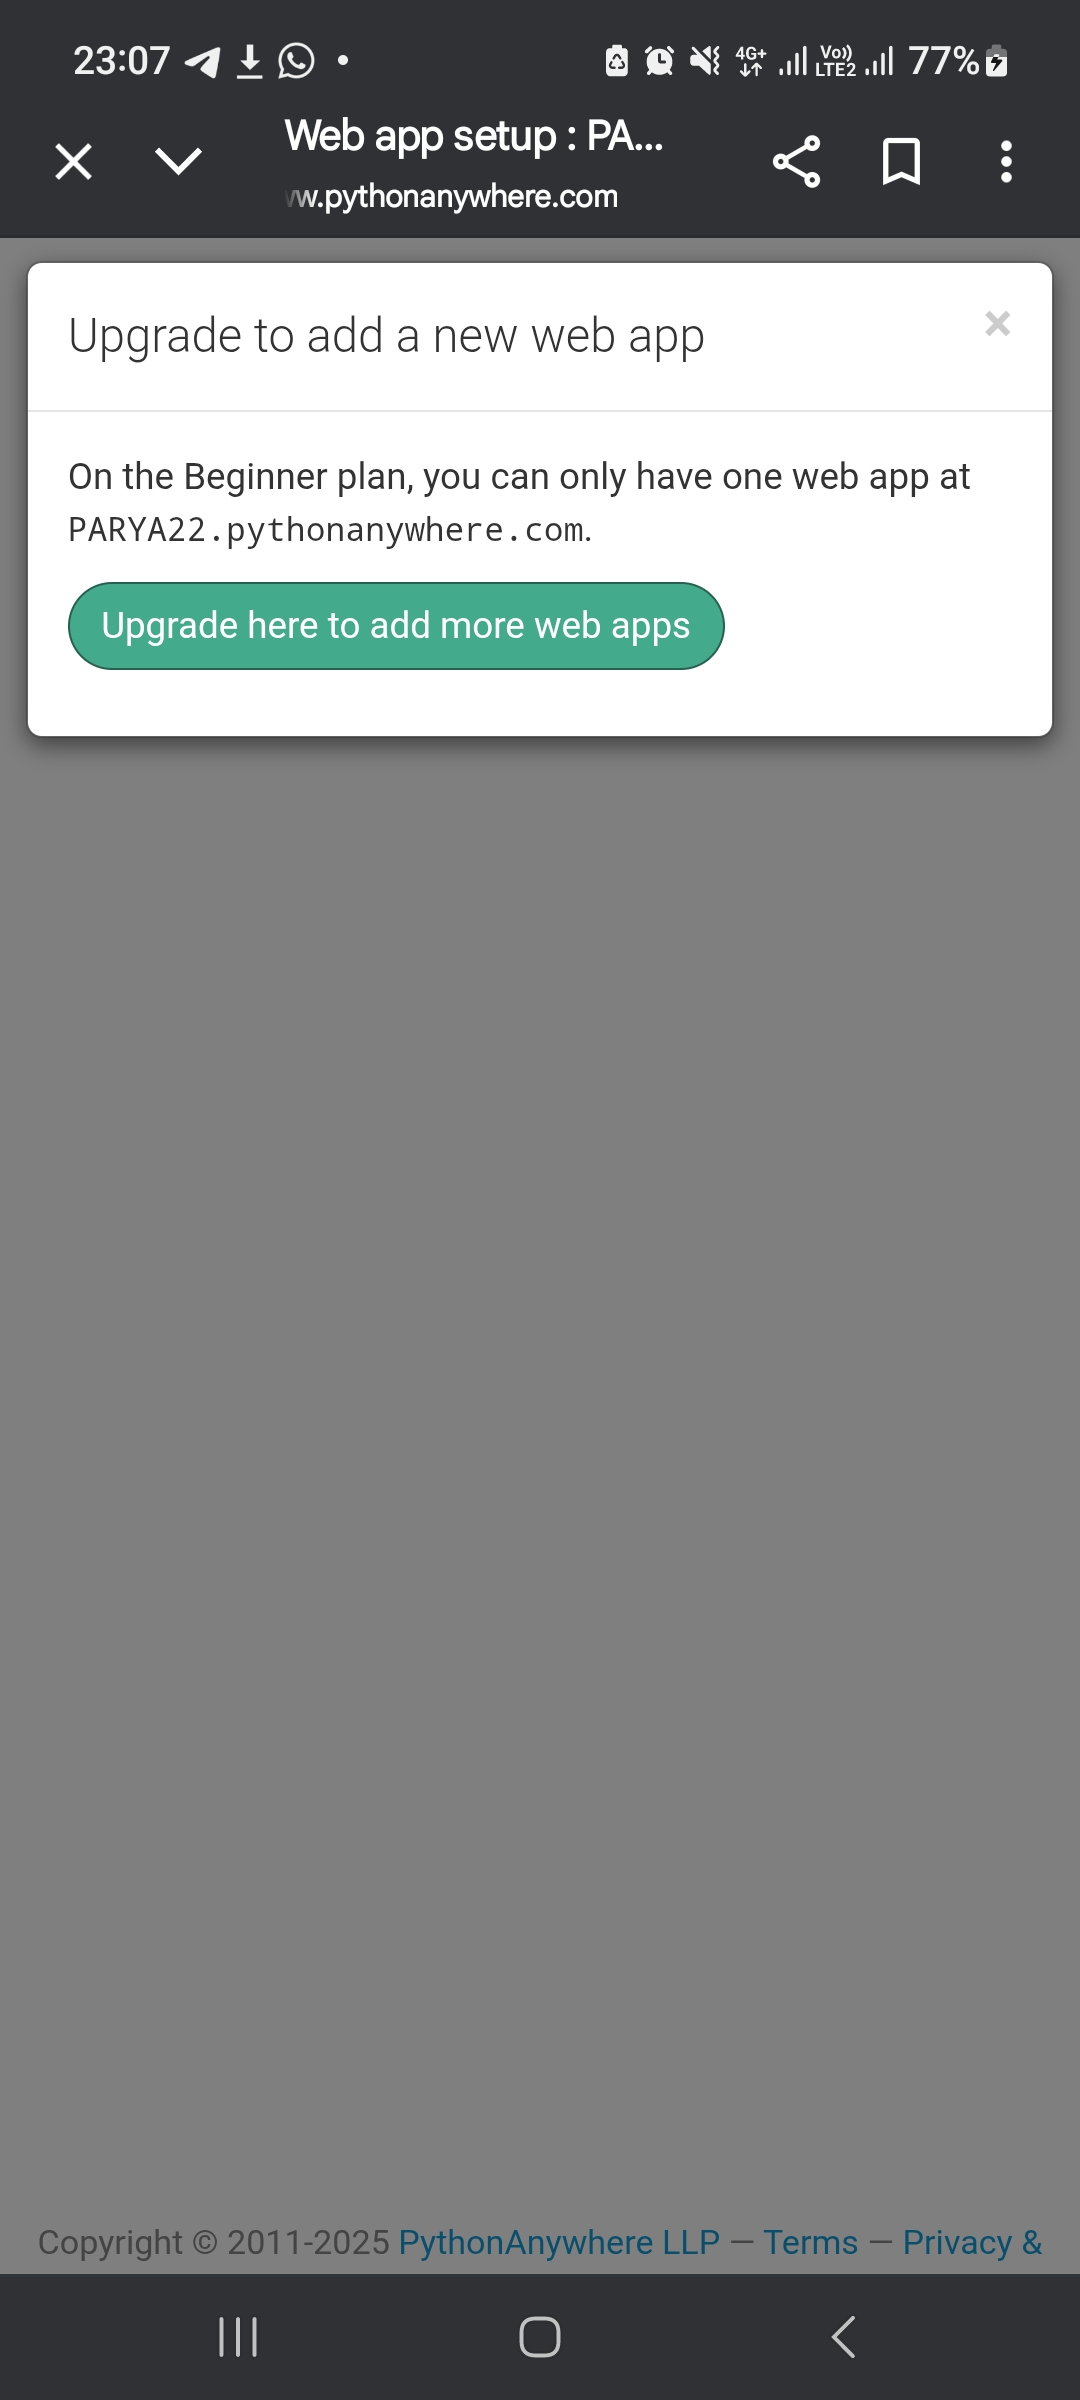 23:07
4G+
Vo))
LTE2
77%
Web app setup : PA...
w.pythonanywhere.com
Upgrade to add a new web app
×
On the Beginner plan, you can only have one web app at
PARYA22.pythonanywhere.com.
Upgrade here to add more web apps
Copyright © 2011-2025 PythonAnywhere LLP — Terms — Privacy &